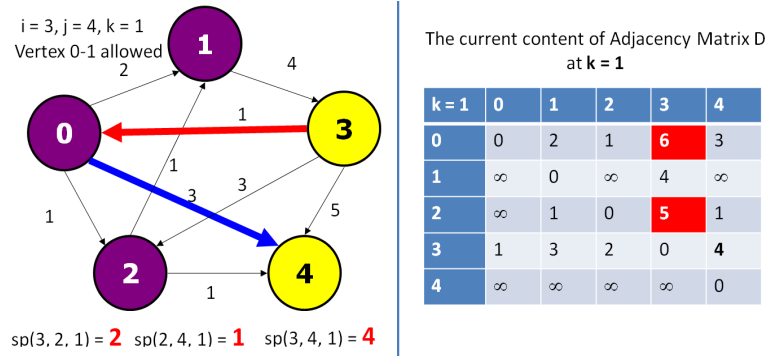 i = 3, j = 4, k = 1
Vertex 0-1 allowed
1
2
4
0
1
3
1
3
3
5
1
2
4
1
sp(3, 2, 1) = 2 sp(2, 4, 1) = 1 sp(3, 4, 1) = 4
The current content of Adjacency Matrix D
at k = 1
k = 1 0 1 2 3 4
0 0 2 1 6 3
1 ∞ 0 ∞ 4 ∞
2 ∞ 1 0 5 1
3 1 3 2 0 4
4 ∞ ∞ ∞ ∞ 0